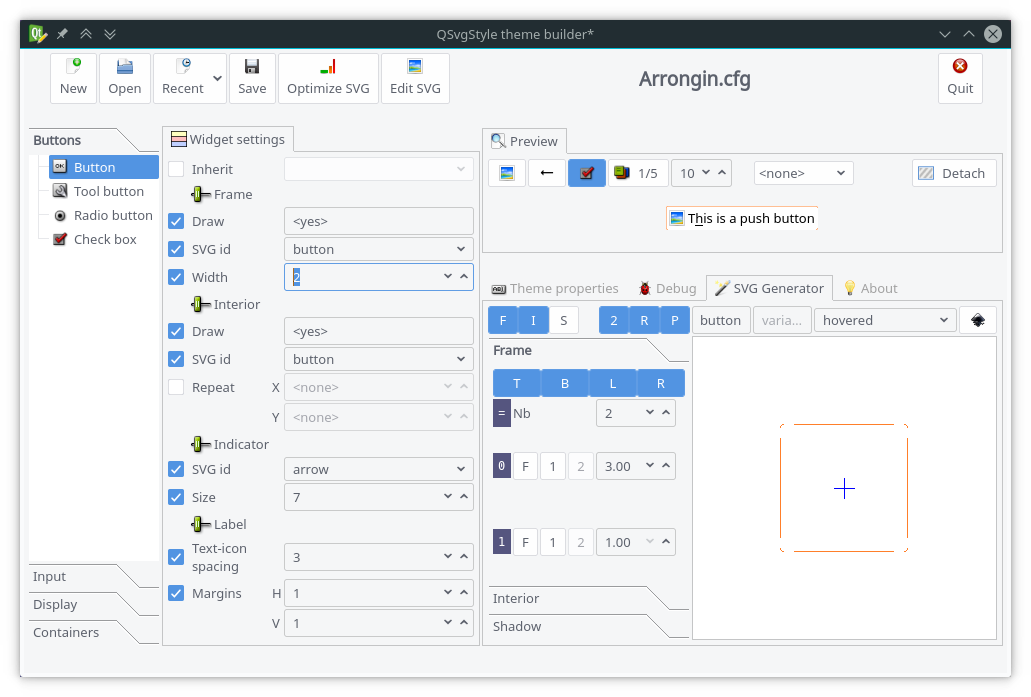 QSvgStyle theme builder*
New
Open
Recent
Save
Optimize SVG
Edit SVG
Arrongin.cfg
Quit
Buttons
Button
Tool button
Radio button
Check box
Input
Display
Containers
Widget settings
Inherit
Frame
Draw <yes>
SVG id button
Width 2
Interior
Draw <yes>
SVG id button
Repeat X <none>
Y <none>
Indicator
SVG id arrow
Size 7
Label
Text-icon
spacing 3
Margins H 1
V 1
Preview
1/5 10 <none> Detach
This is a push button
Theme properties Debug SVG Generator About
F I S 2 R P button varia... hovered
Frame
T B L R
= Nb 2
0 F 1 2 3.00
1 F 1 2 1.00
Interior
Shadow